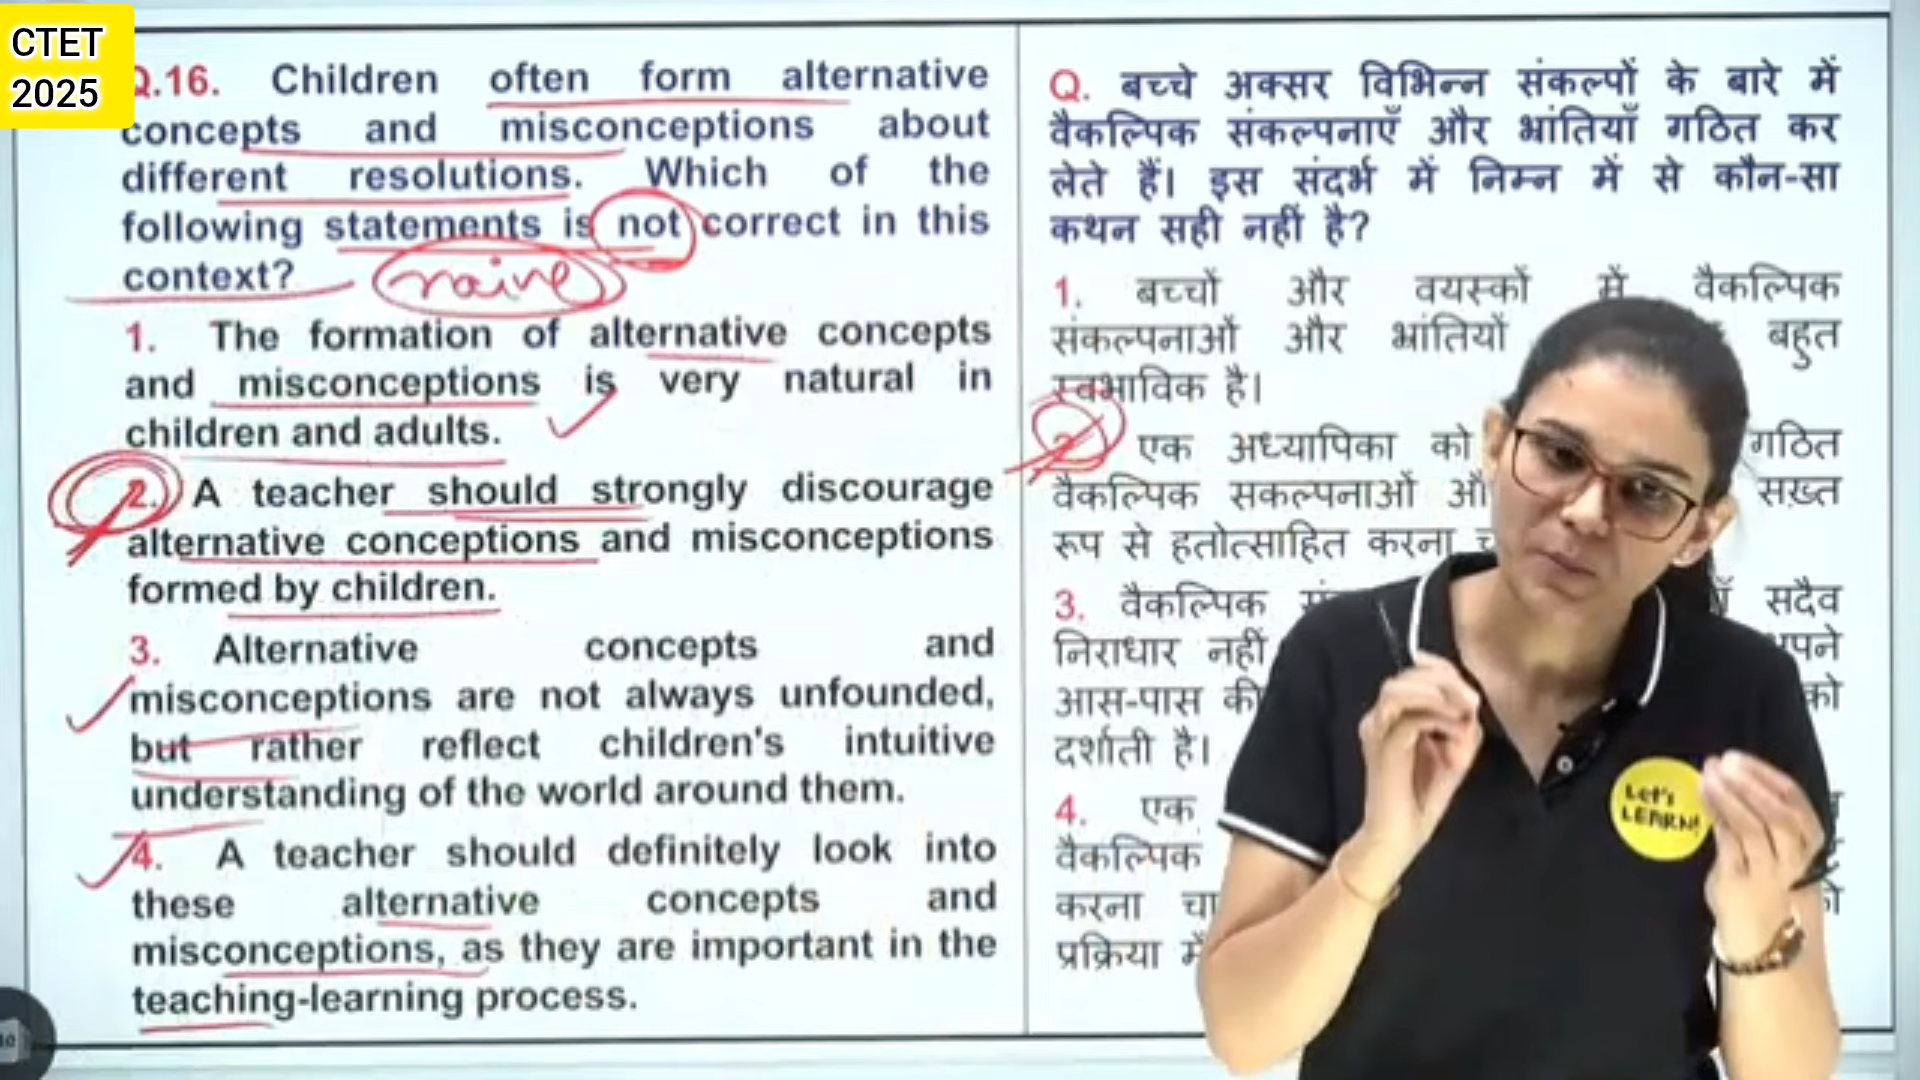 CTET
2025
Q.16. Children often form alternative
concepts and misconceptions about
different resolutions. Which of the
following statements is not correct in this
context? naive
1. The formation of alternative concepts
and misconceptions is very natural in
children and adults.
2. A teacher should strongly discourage
alternative conceptions and misconceptions
formed by children.
3. Alternative concepts and
misconceptions are not always unfounded,
but rather reflect children's intuitive
understanding of the world around them.
4. A teacher should definitely look into
these alternative concepts and
misconceptions, as they are important in the
teaching-learning process.
Q. बच्चे अक्सर विभिन्न संकल्पों के बारे में
वैकल्पिक संकल्पनाएँ और भ्रांतियाँ गठित कर
लेते हैं। इस संदर्भ में निम्न में से कौन-सा
कथन सही नहीं है?
1. बच्चों और वयस्कों में वैकल्पिक
संकल्पनाओं और भ्रांतियों बहुत
स्वभाविक है।
2. एक अध्यापिका को गठित
वैकल्पिक सकल्पनाओं सख़्त
रूप से हतोत्साहित करना
3. वैकल्पिक सदैव
निराधार नहीं
आस-पास की को
दर्शाती है।
4. एक
वैकल्पिक
करना
प्रक्रिया
Let's
LEARN!